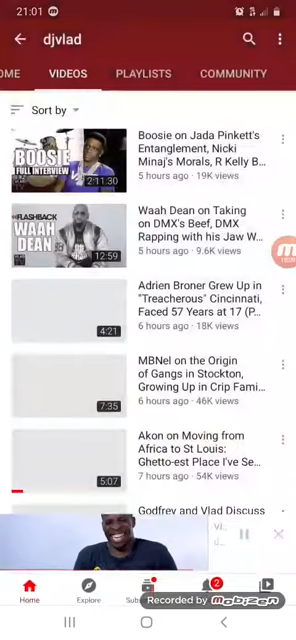 21:01
djvlad
OME VIDEOS PLAYLISTS COMMUNITY
Sort by
BOOSIE
FULL INTERVIEW
2:11:30
Boosie on Jada Pinkett's
Entanglement, Nicki
Minaj's Morals, R Kelly B...
5 hours ago · 19K views
FLASHBACK
WAAH
DEAN
12:59
Waah Dean on Taking
on DMX's Beef, DMX
Rapping with his Jaw W...
5 hours ago · 9.6K views
4:21
Adrien Broner Grew Up in
"Treacherous" Cincinnati,
Faced 57 Years at 17 (P...
6 hours ago · 18K views
7:35
MBNel on the Origin
of Gangs in Stockton,
Growing Up in Crip Fami...
6 hours ago · 46K views
5:07
Akon on Moving from
Africa to St Louis:
Ghetto-est Place I've Se...
7 hours ago · 54K views
Godfrey and Vlad Discuss
Vl...
d...
2
Home Explore Subs
Recorded by mobizen